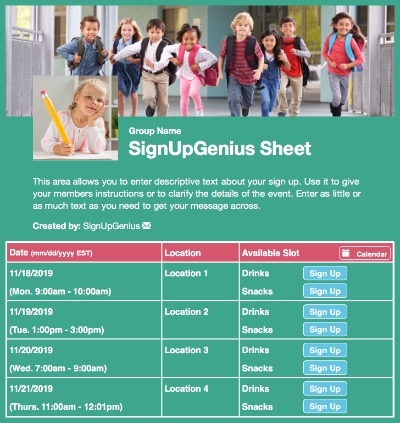 Group Name
SignUpGenius Sheet
This area allows you to enter descriptive text about your sign up. Use it to give
your members instructions or to clarify the details of the event. Enter as little or
as much text as you need to get your message across.
Created by: SignUpGenius
Date (mm/dd/yyyy EST) Location Available Slot Calendar
11/18/2019 Location 1 Drinks Sign Up
(Mon. 9:00am - 10:00am) Snacks Sign Up
11/19/2019 Location 2 Drinks Sign Up
(Tue. 1:00pm - 3:00pm) Snacks Sign Up
11/20/2019 Location 3 Drinks Sign Up
(Wed. 7:00am - 9:00am) Snacks Sign Up
11/21/2019 Location 4 Drinks Sign Up
(Thurs. 11:00am - 12:01pm) Snacks Sign Up